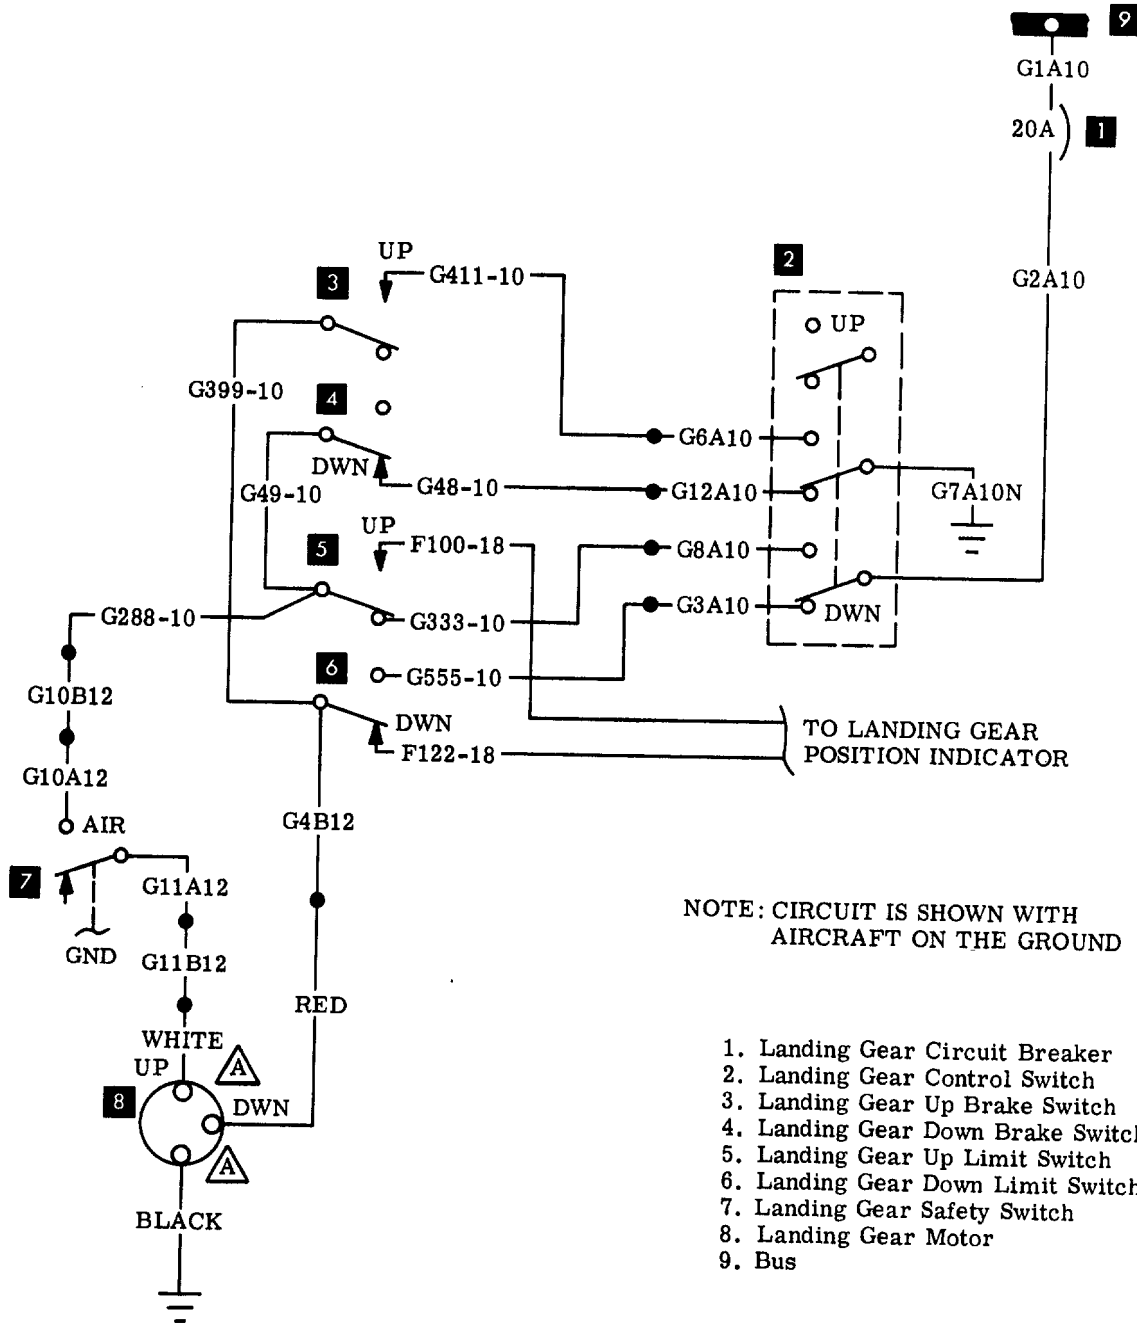 9
G1A10
20A
1
G2A10
2
UP
G411-10
3
UP
G399-10
4
G6A10
DWN
G48-10
G12A10
G7A10N
G49-10
UP
F100-18
5
G8A10
G288-10
G333-10
G3A10
DWN
6
G555-10
G10B12
DWN
F122-18
TO LANDING GEAR
POSITION INDICATOR
G10A12
AIR
G4B12
7
G11A12
GND
G11B12
NOTE: CIRCUIT IS SHOWN WITH
AIRCRAFT ON THE GROUND
RED
WHITE
UP
A
8
DWN
A
BLACK
1. Landing Gear Circuit Breaker
2. Landing Gear Control Switch
3. Landing Gear Up Brake Switch
4. Landing Gear Down Brake Switch
5. Landing Gear Up Limit Switch
6. Landing Gear Down Limit Switch
7. Landing Gear Safety Switch
8. Landing Gear Motor
9. Bus